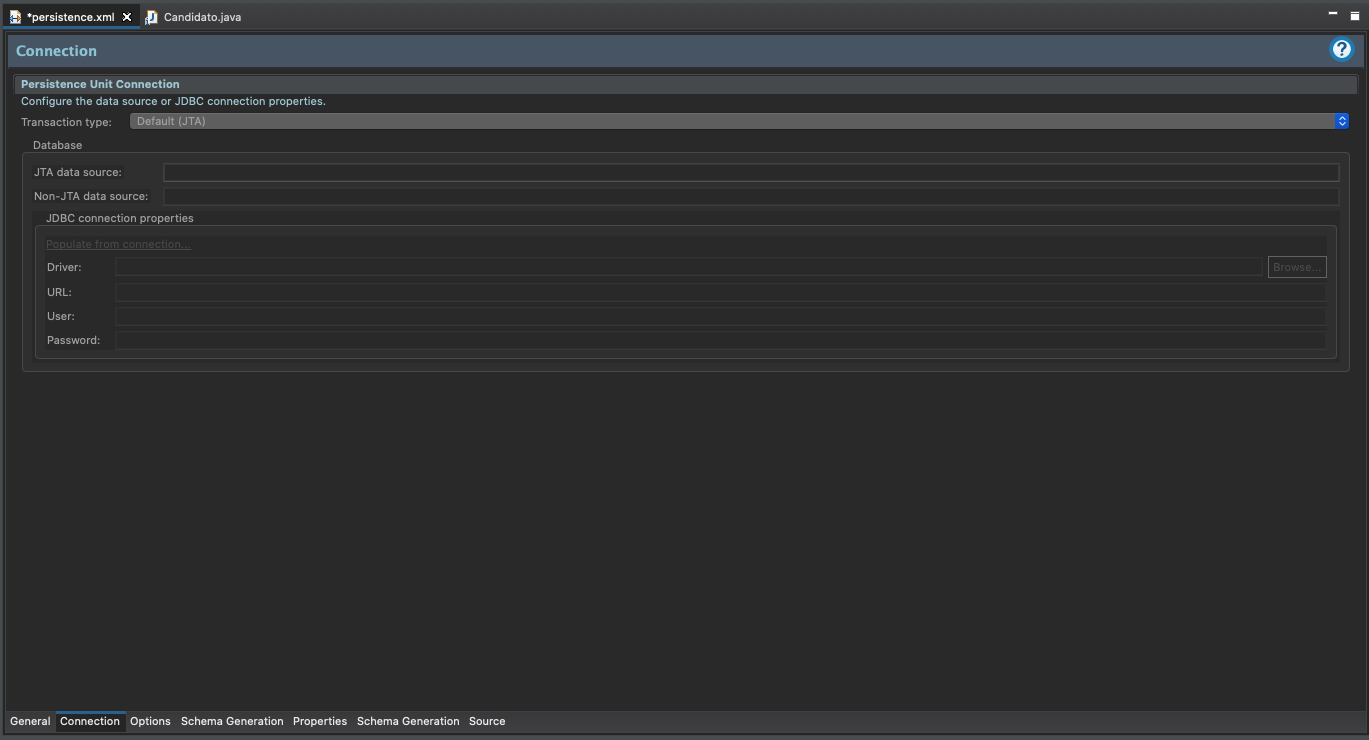 *persistence.xml Candidato.java
Connection
Persistence Unit Connection
Configure the data source or JDBC connection properties.
Transaction type: Default (JTA)
Database
JTA data source:
Non-JTA data source:
JDBC connection properties
Populate from connection...
Driver: Browse...
URL:
User:
Password:
General Connection Options Schema Generation Properties Schema Generation Source